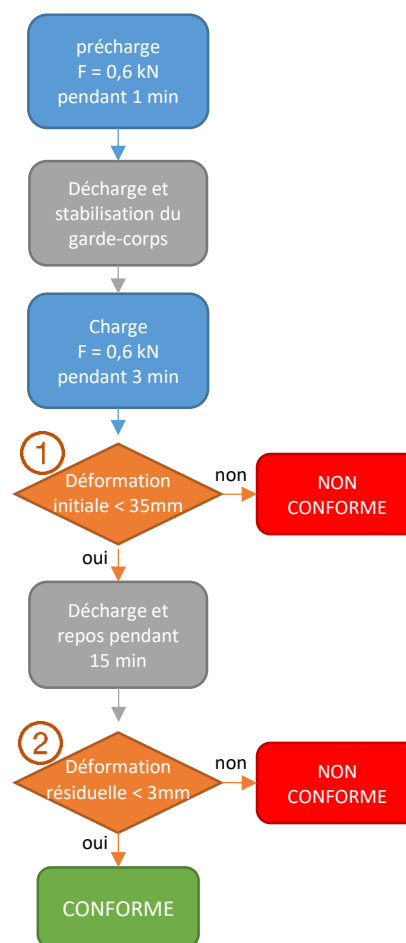 précharge
F = 0,6 kN
pendant 1 min
Décharge et
stabilisation du
garde-corps
Charge
F = 0,6 kN
pendant 3 min
1
Déformation
initiale < 35mm
non
NON
CONFORME
oui
Décharge et
repos pendant
15 min
2
Déformation
résiduelle < 3mm
non
NON
CONFORME
oui
CONFORME